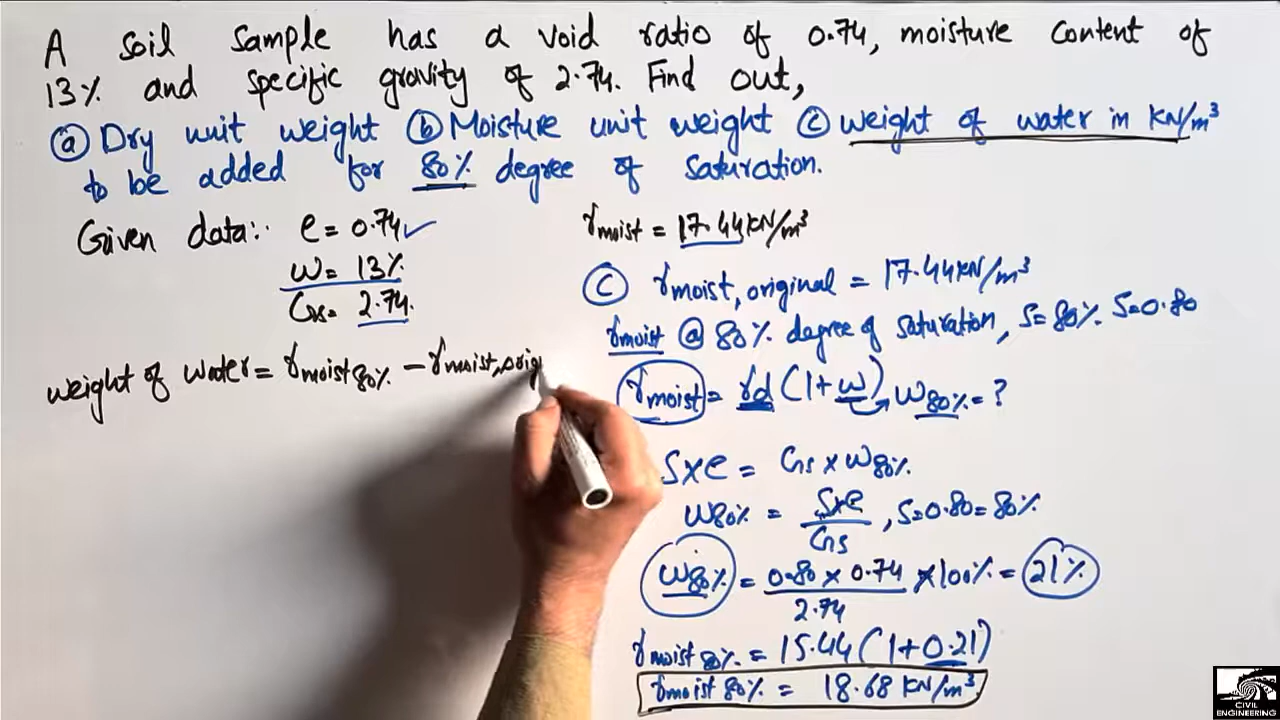 A soil sample has a void ratio of 0.74, moisture content of
13% and specific gravity of 2.74. Find out,
ⓐ Dry unit weight ⓑ Moisture unit weight ⓒ weight of water in KN/m³
to be added for 80% degree of saturation.
Given data:. e = 0.74✓
w = 13%
Gs = 2.74.
weight of water = γmoist 80% - γmoist, orig
γmoist = 17.44 KN/m³
ⓒ γmoist, original = 17.44 KN/m³
γmoist @ 80% degree of saturation, S = 80%. S=0.80
γmoist = γd (1+w) w80% = ?
S×e = Gs × w80%
w80% = S×e / Gs , S=0.80=80%
w80% = 0.80 × 0.74 / 2.74 × 100% = 21%
γmoist 80% = 15.44 (1+0.21)
γmoist 80% = 18.68 KN/m³
CIVIL
ENGINEERING